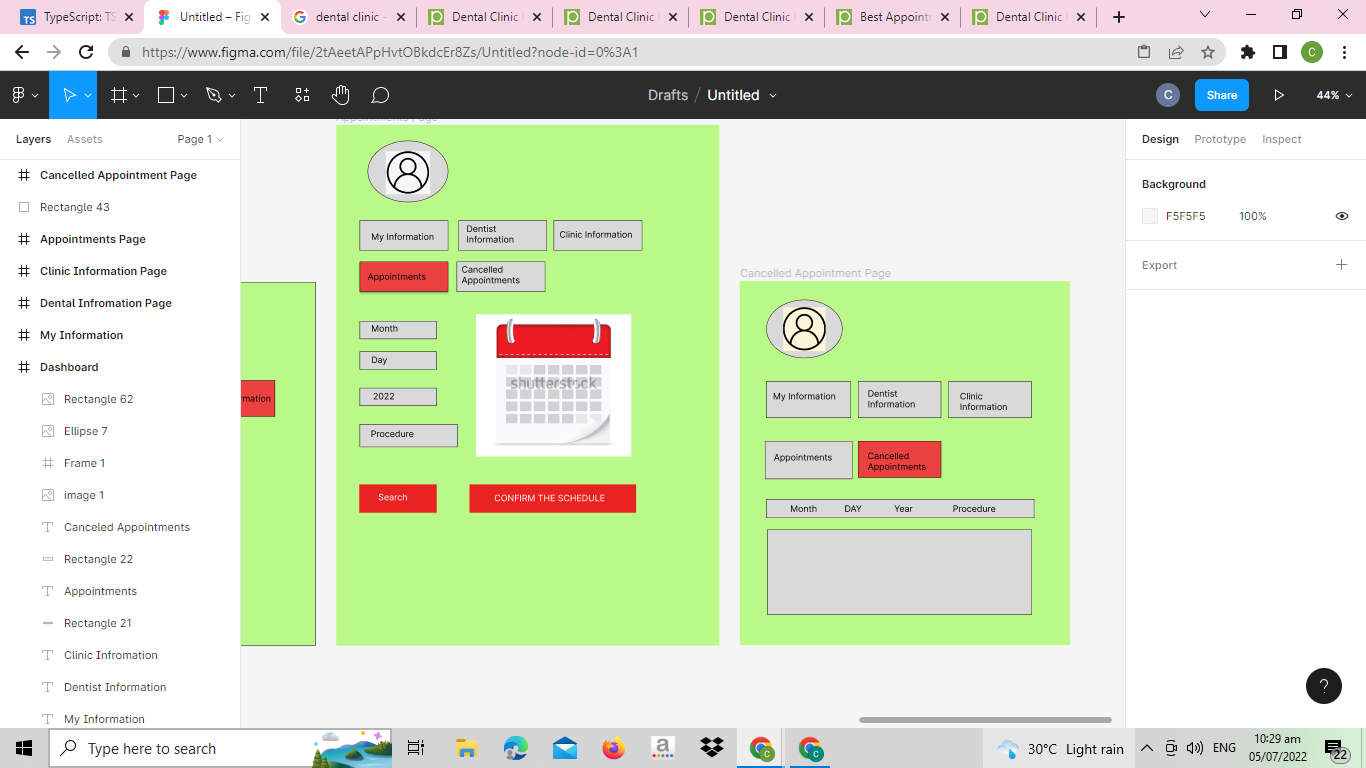 TypeScript: TS
Untitled – Fig
dental clinic -
Dental Clinic
Dental Clinic
Dental Clinic
Best Appoint
Dental Clinic
https://www.figma.com/file/2tAeetAPpHvtOBkdcEr8Zs/Untitled?node-id=0%3A1
C
Drafts / Untitled
C
Share
44%
Layers
Assets
Page 1
Cancelled Appointment Page
Rectangle 43
Appointments Page
Clinic Information Page
Dental Infromation Page
My Information
Dashboard
Rectangle 62
Ellipse 7
Frame 1
image 1
Canceled Appointments
Rectangle 22
Appointments
Rectangle 21
Clinic Infromation
Dentist Information
My Information
rmation
Appointments Page
My Information
Dentist
Information
Clinic Information
Appointments
Cancelled
Appointments
Month
Day
2022
Procedure
shutterstock
Search
CONFIRM THE SCHEDULE
Cancelled Appointment Page
My Information
Dentist
Information
Clinic
Information
Appointments
Cancelled
Appointments
Month DAY Year Procedure
Design
Prototype
Inspect
Background
F5F5F5
100%
Export
?
Type here to search
30°C Light rain
ENG
10:29 am
05/07/2022
22